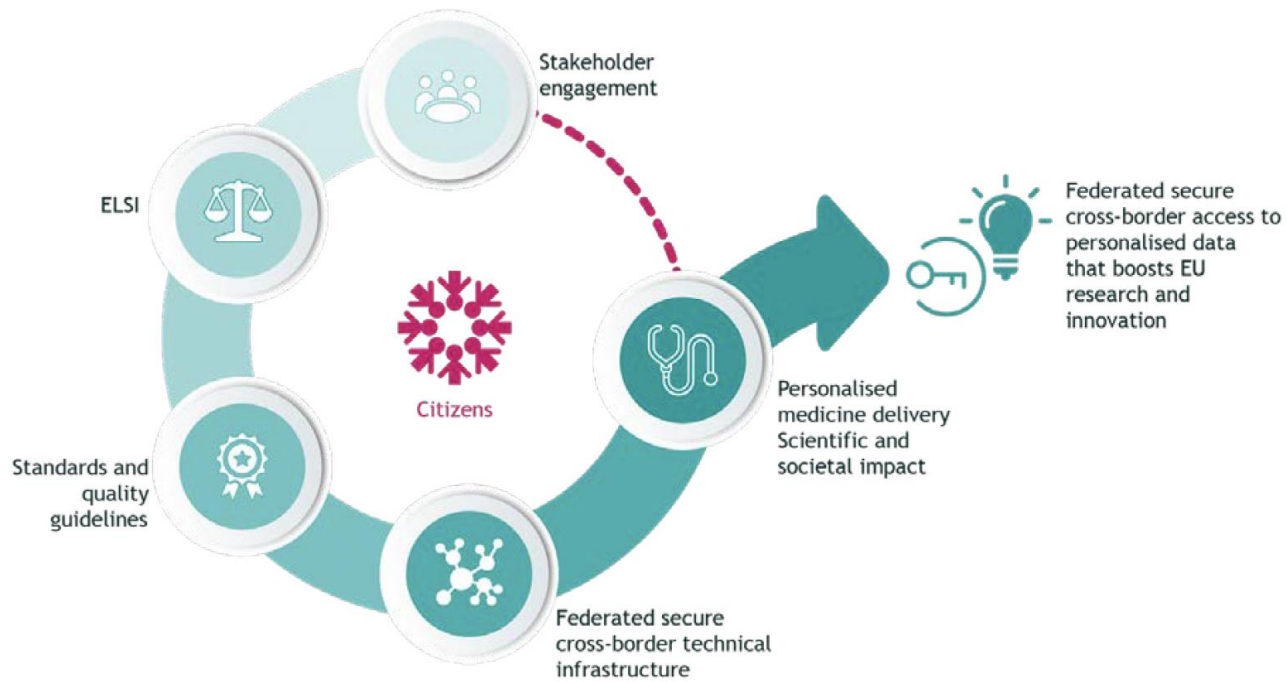 Stakeholder
engagement
ELSI
Citizens
Standards and
quality
guidelines
Federated secure
cross-border technical
infrastructure
Personalised
medicine delivery
Scientific and
societal impact
Federated secure
cross-border access to
personalised data
that boosts EU
research and
innovation